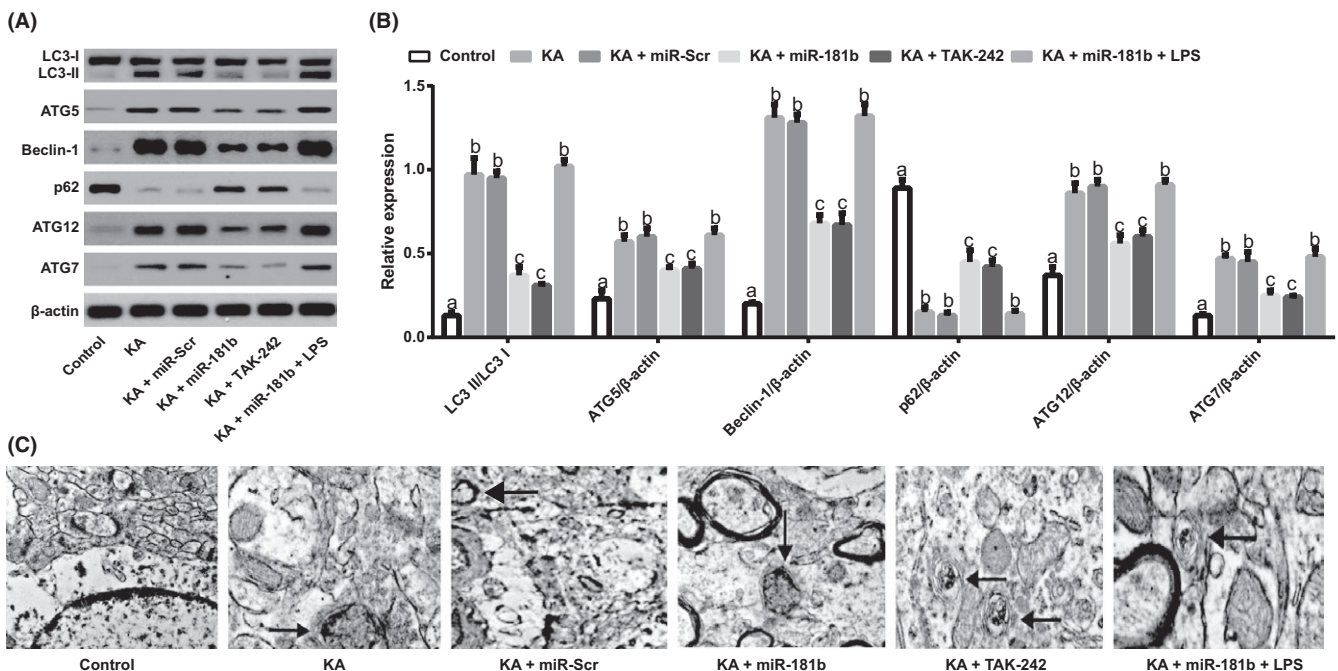 (A)
LC3-I
LC3-II
ATG5
Beclin-1
p62
ATG12
ATG7
β-actin
Control
KA
KA + miR-Scr
KA + miR-181b
KA + TAK-242
KA + miR-181b + LPS
(B)
Control KA KA + miR-Scr KA + miR-181b KA + TAK-242 KA + miR-181b + LPS
Relative expression
1.5
1.0
0.5
0.0
a b b c c b
a b b c c b
a b b c c b
a b b c c b
a b b c c b
a b b c c b
LC3 II/LC3 I
ATG5/β-actin
Beclin-1/β-actin
p62/β-actin
ATG12/β-actin
ATG7/β-actin
(C)
Control KA KA + miR-Scr KA + miR-181b KA + TAK-242 KA + miR-181b + LPS